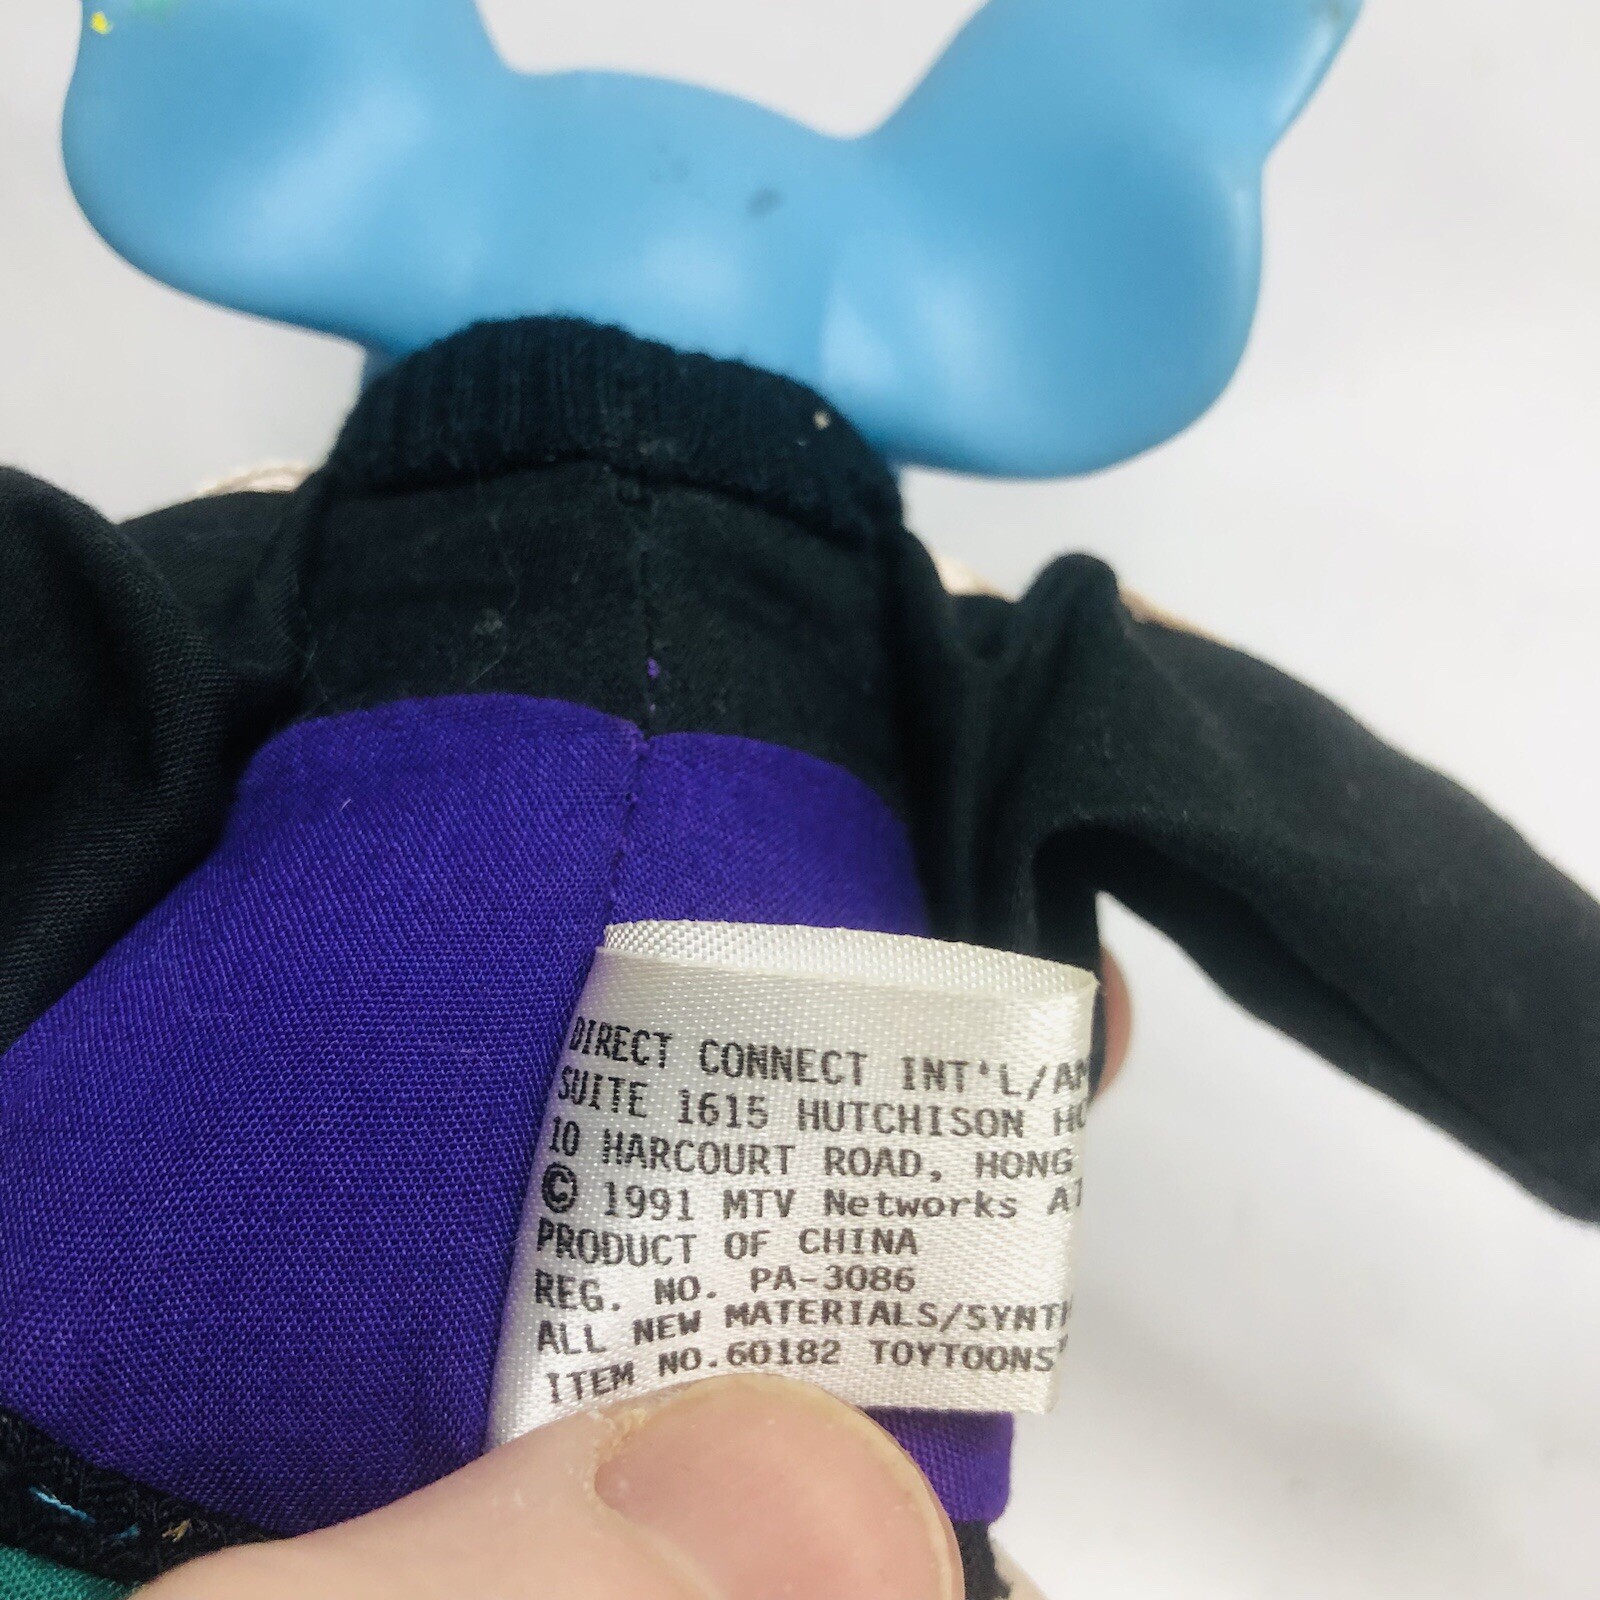 DIRECT CONNECT INT'L/
SUITE 1615 HUTCHISON
10 HARCOURT ROAD, HONG
© 1991 MTV Networks
PRODUCT OF CHINA
REG. NO. PA-3086
ALL NEW MATERIALS/SYNTH
ITEM NO.60182 TOYTOONS